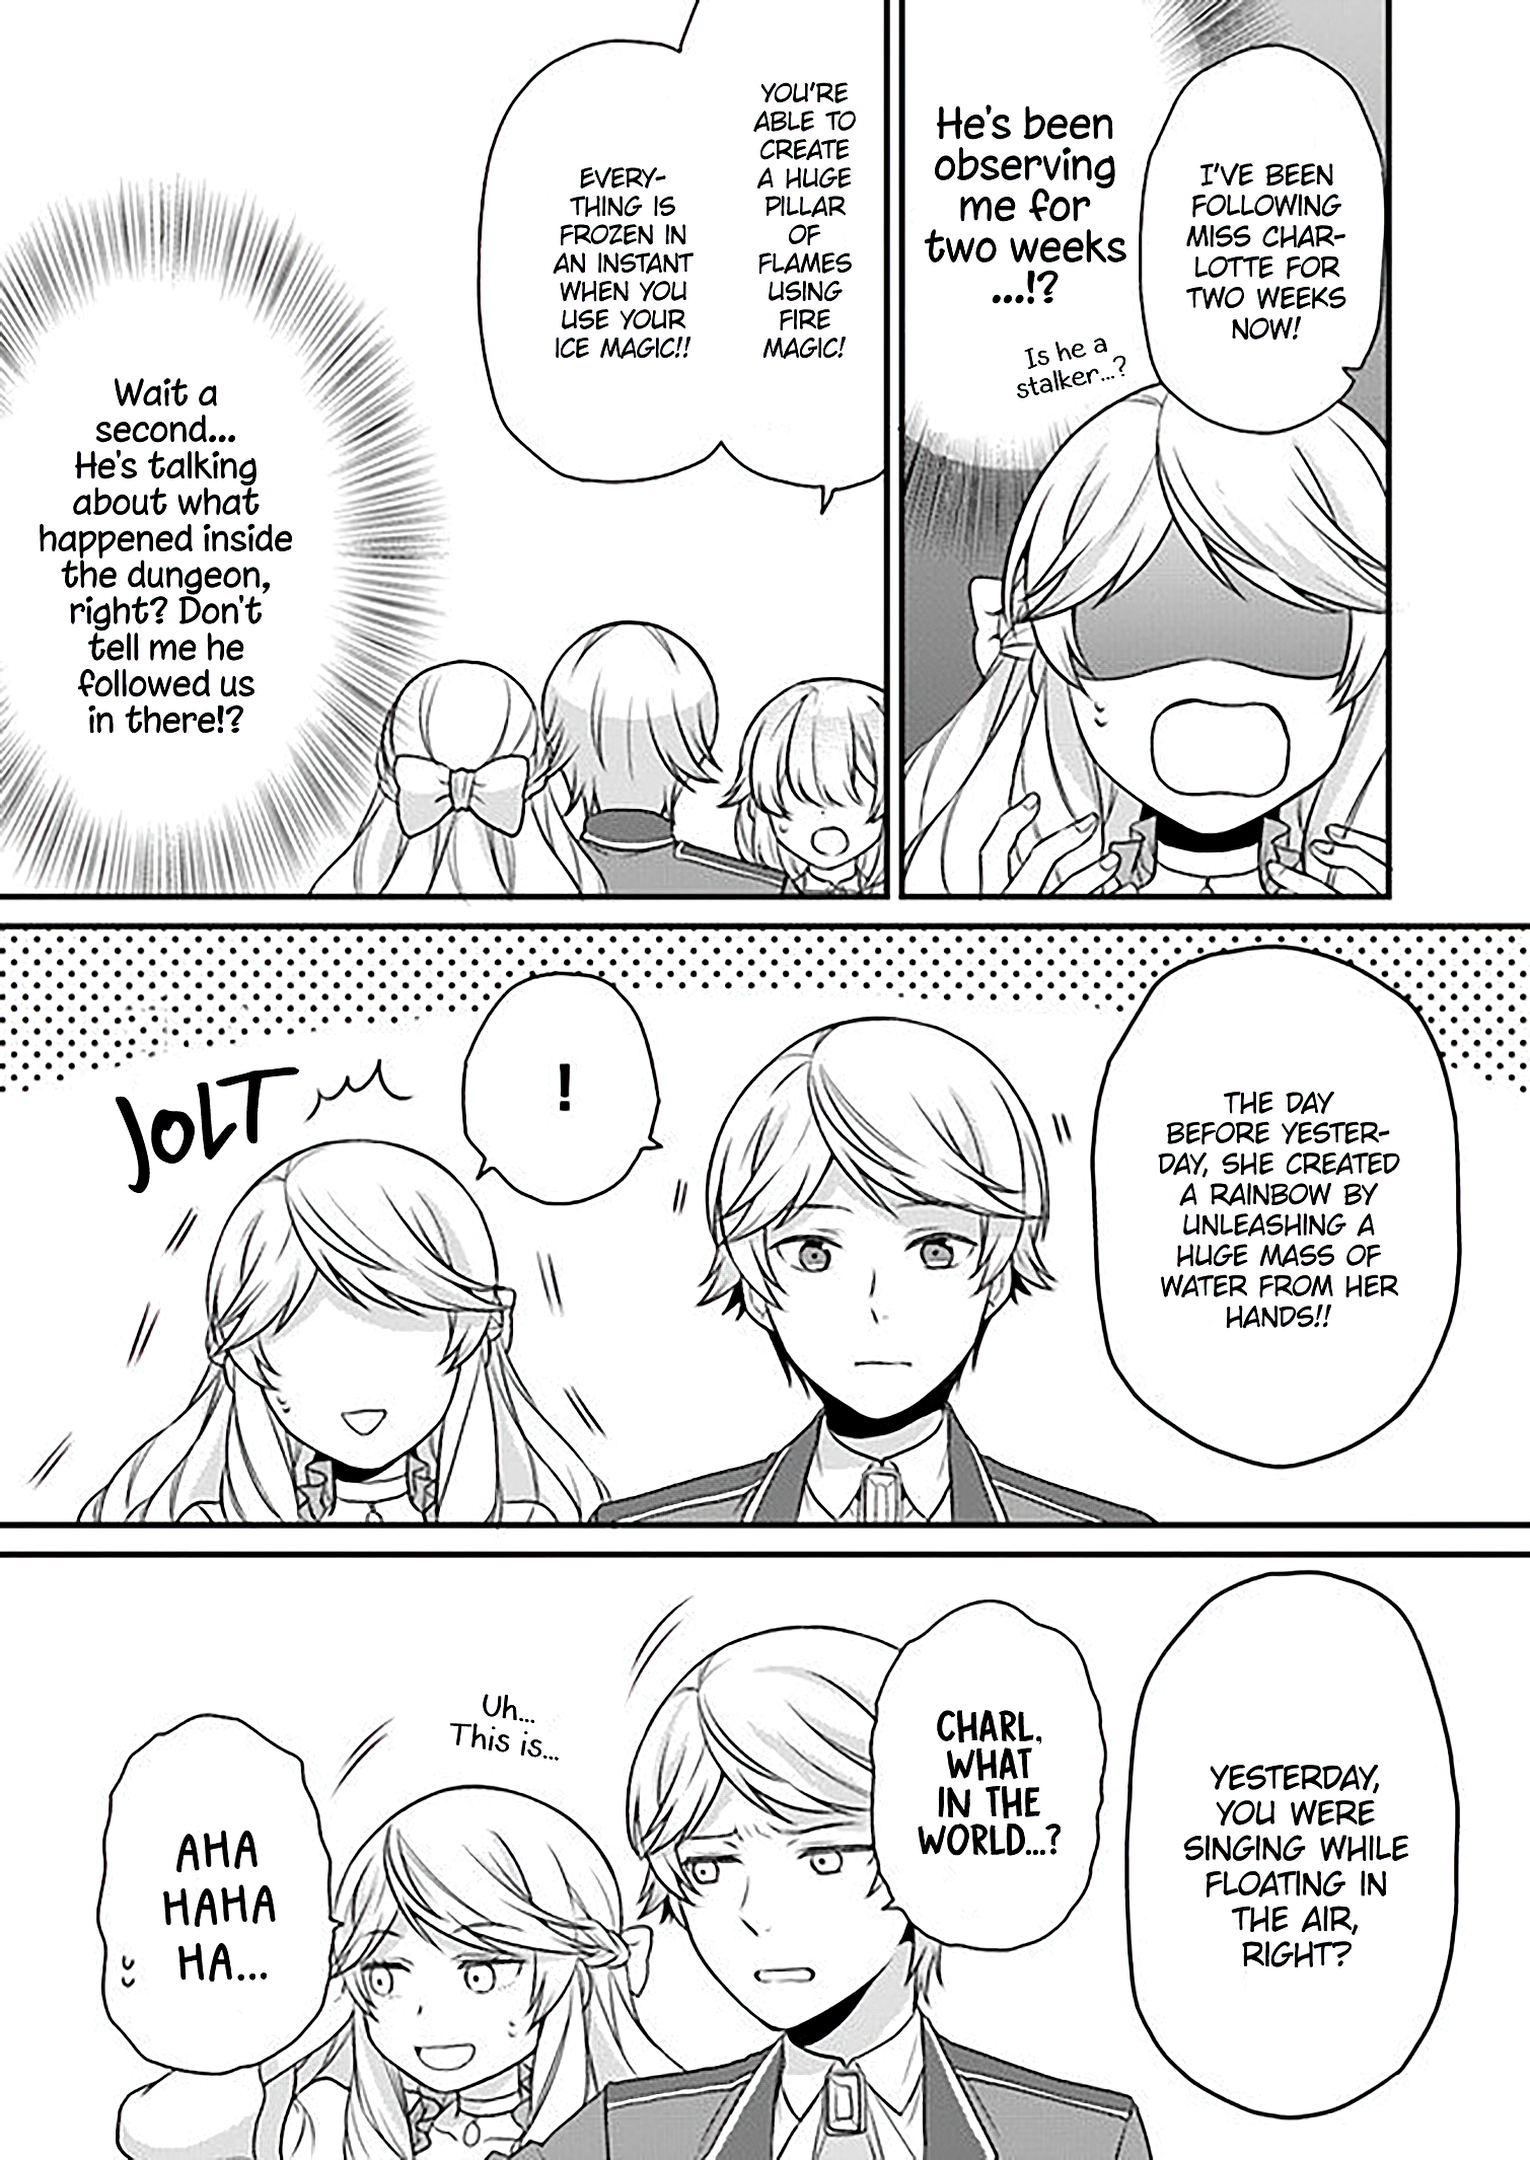 I'VE BEEN
FOLLOWING
MISS CHAR-
LOTTE FOR
TWO WEEKS
NOW!
He's been
observing
me for
two weeks
...!?
Is he a
stalker...?
YOU'RE
ABLE TO
CREATE
A HUGE
PILLAR
OF
FLAMES
USING
FIRE
MAGIC!
EVERY-
THING IS
FROZEN IN
AN INSTANT
WHEN YOU
USE YOUR
ICE MAGIC!!
Wait a
second...
He's talking
about what
happened inside
the dungeon,
right? Don't
tell me he
followed us
in there!?
THE DAY
BEFORE YESTER-
DAY, SHE CREATED
A RAINBOW BY
UNLEASHING A
HUGE MASS OF
WATER FROM HER
HANDS!!
!
JOLT
YESTERDAY,
YOU WERE
SINGING WHILE
FLOATING IN
THE AIR,
RIGHT?
CHARL,
WHAT
IN THE
WORLD...?
Uh...
This is...
AHA
HAHA
HA...